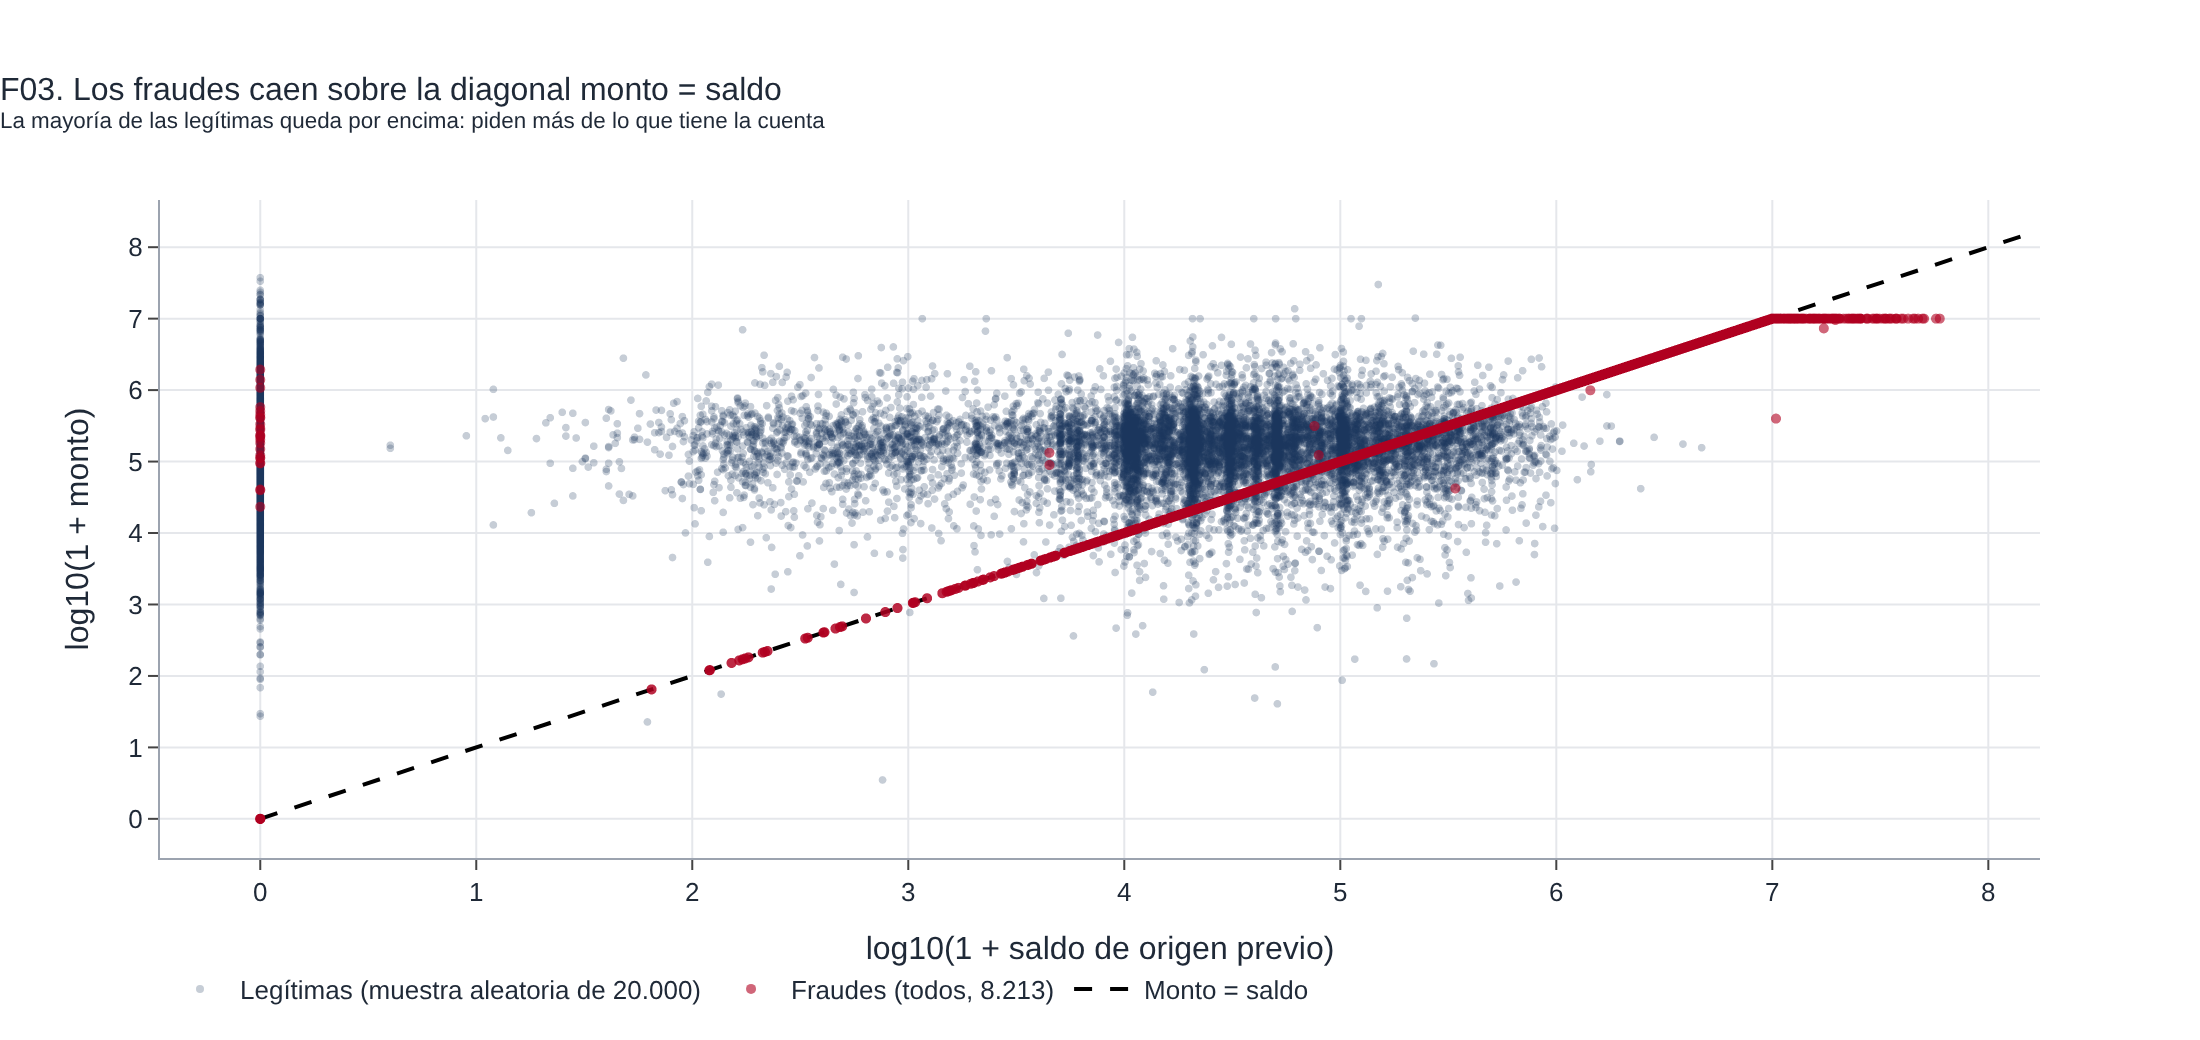 F03. Los fraudes caen sobre la diagonal monto = saldo
La mayoría de las legítimas queda por encima: piden más de lo que tiene la cuenta
log10(1 + monto)
8
7
6
5
4
3
2
1
0
0 1 2 3 4 5 6 7 8
log10(1 + saldo de origen previo)
Legítimas (muestra aleatoria de 20.000) Fraudes (todos, 8.213) Monto = saldo